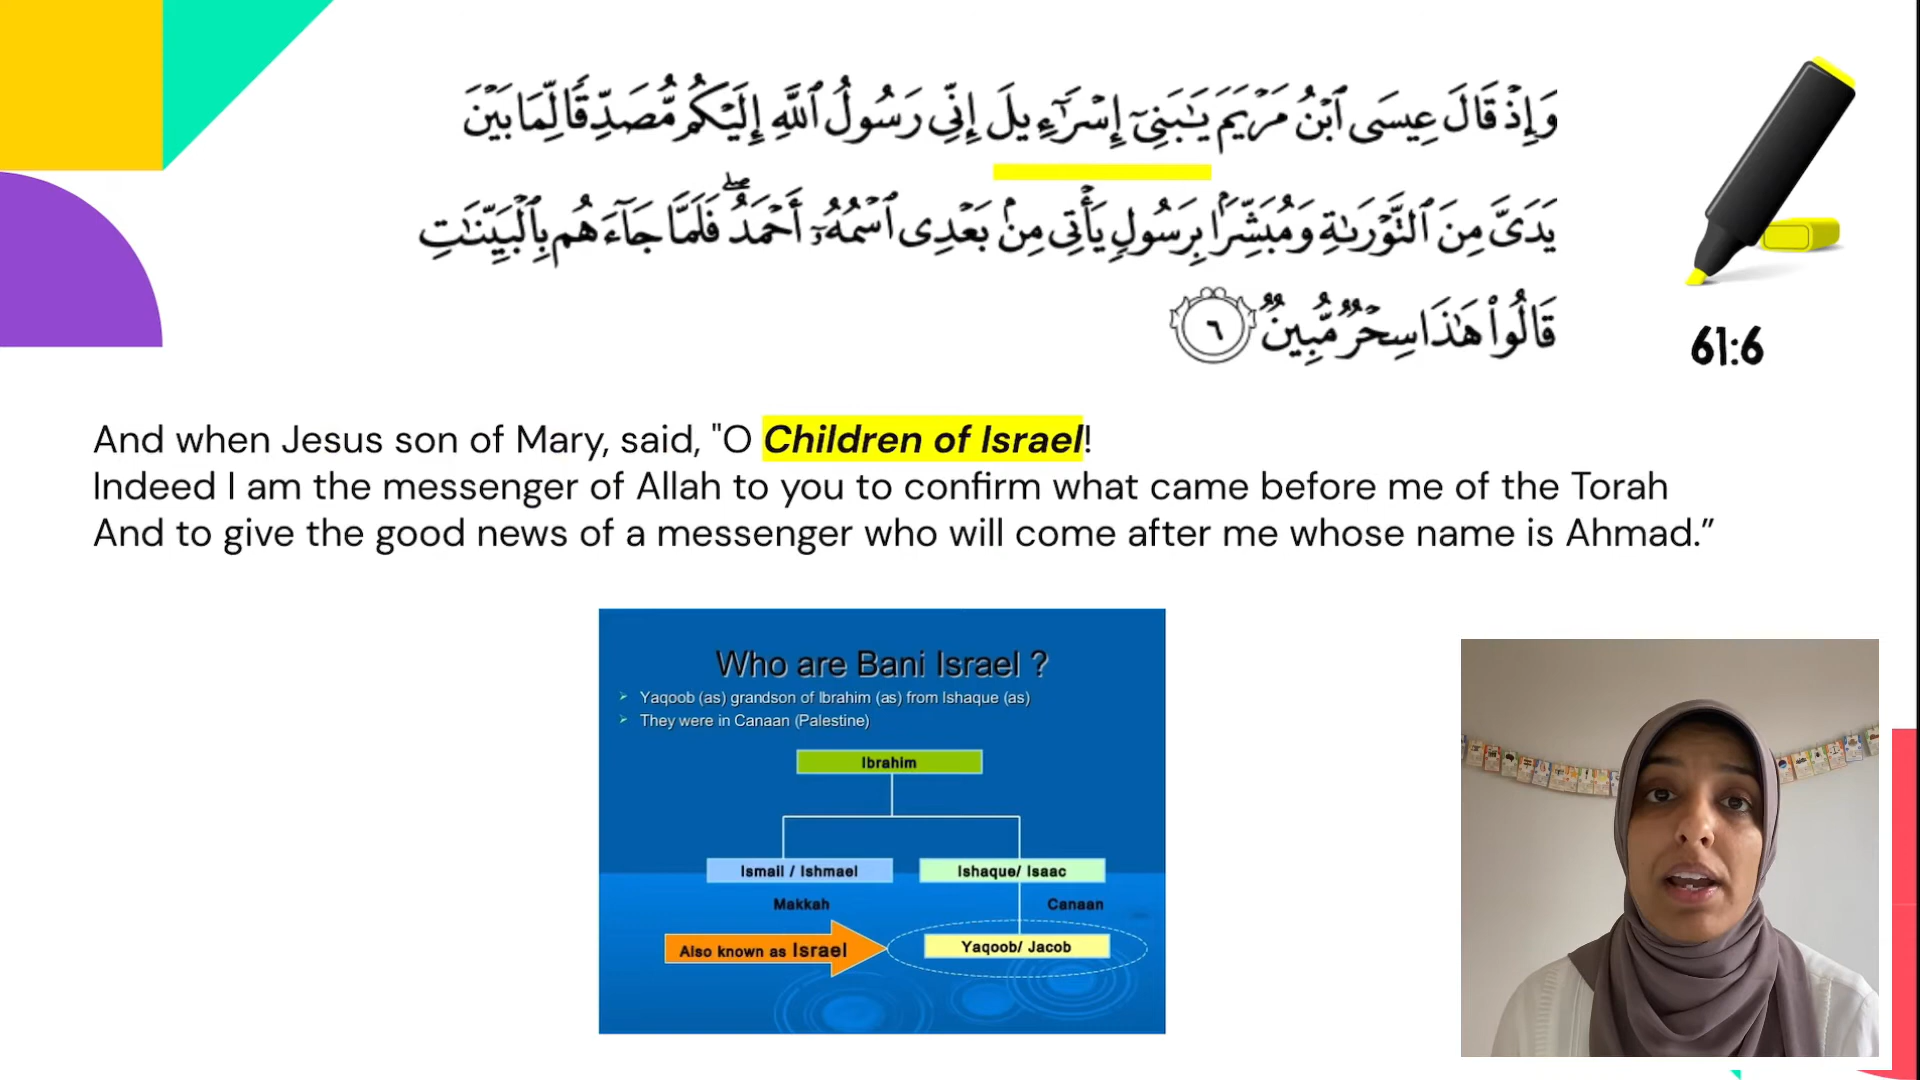 وَإِذْ قَالَ عِيسَى ٱبْنُ مَرْيَمَ يَـٰبَنِىٓ إِسْرَٰٓءِيلَ إِنِّى رَسُولُ ٱللَّهِ إِلَيْكُم مُّصَدِّقًا لِّمَا بَيْنَ
يَدَىَّ مِنَ ٱلتَّوْرَىٰةِ وَمُبَشِّرًۢا بِرَسُولٍ يَأْتِى مِنۢ بَعْدِى ٱسْمُهُۥٓ أَحْمَدُ ۖ فَلَمَّا جَآءَهُم بِٱلْبَيِّنَـٰتِ
قَالُوا۟ هَـٰذَا سِحْرٌ مُّبِينٌ ٦
61:6
And when Jesus son of Mary, said, "O Children of Israel!
Indeed I am the messenger of Allah to you to confirm what came before me of the Torah
And to give the good news of a messenger who will come after me whose name is Ahmad.”
Who are Bani Israel ?
Yaqoob (as) grandson of Ibrahim (as) from Ishaque (as)
They were in Canaan (Palestine)
Ibrahim
Ismail / Ishmael
Ishaque/ Isaac
Makkah
Canaan
Also known as Israel
Yaqoob/ Jacob